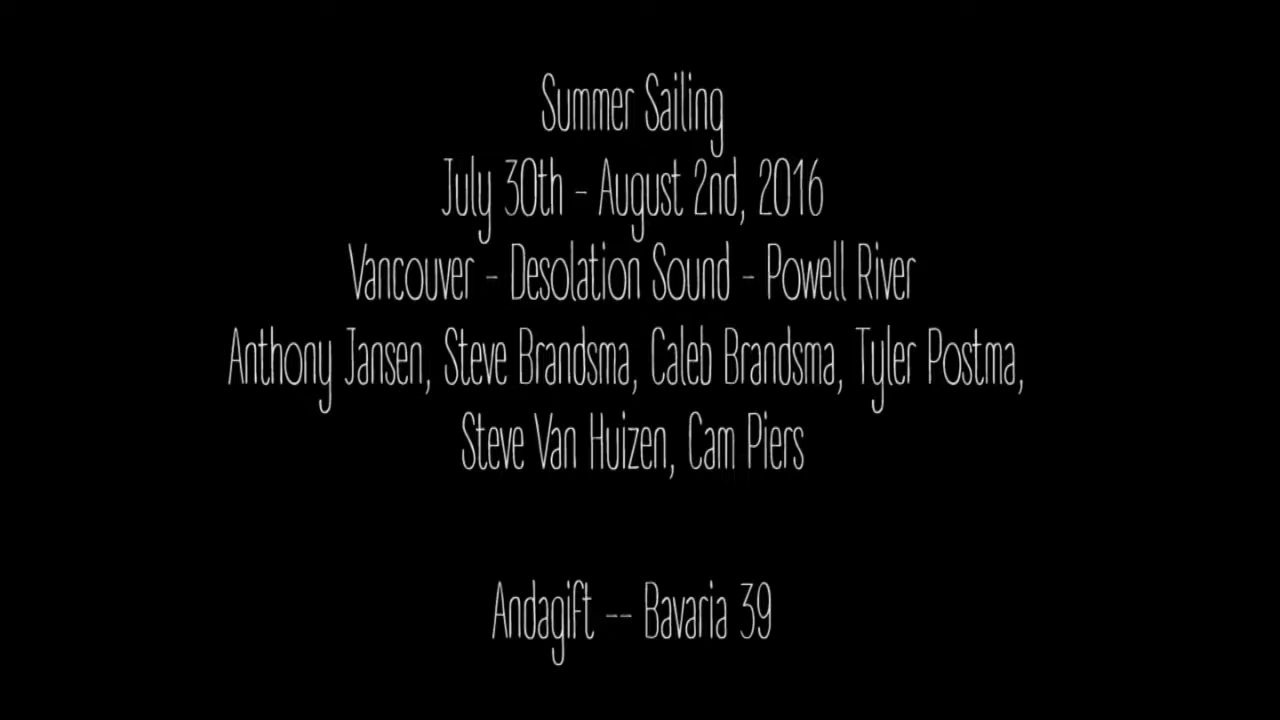 Summer Sailing
July 30th - August 2nd, 2016
Vancouver - Desolation Sound - Powell River
Anthony Jansen, Steve Brandsma, Caleb Brandsma, Tyler Postma,
Steve Van Huizen, Cam Piers
Andagift -- Bavaria 39